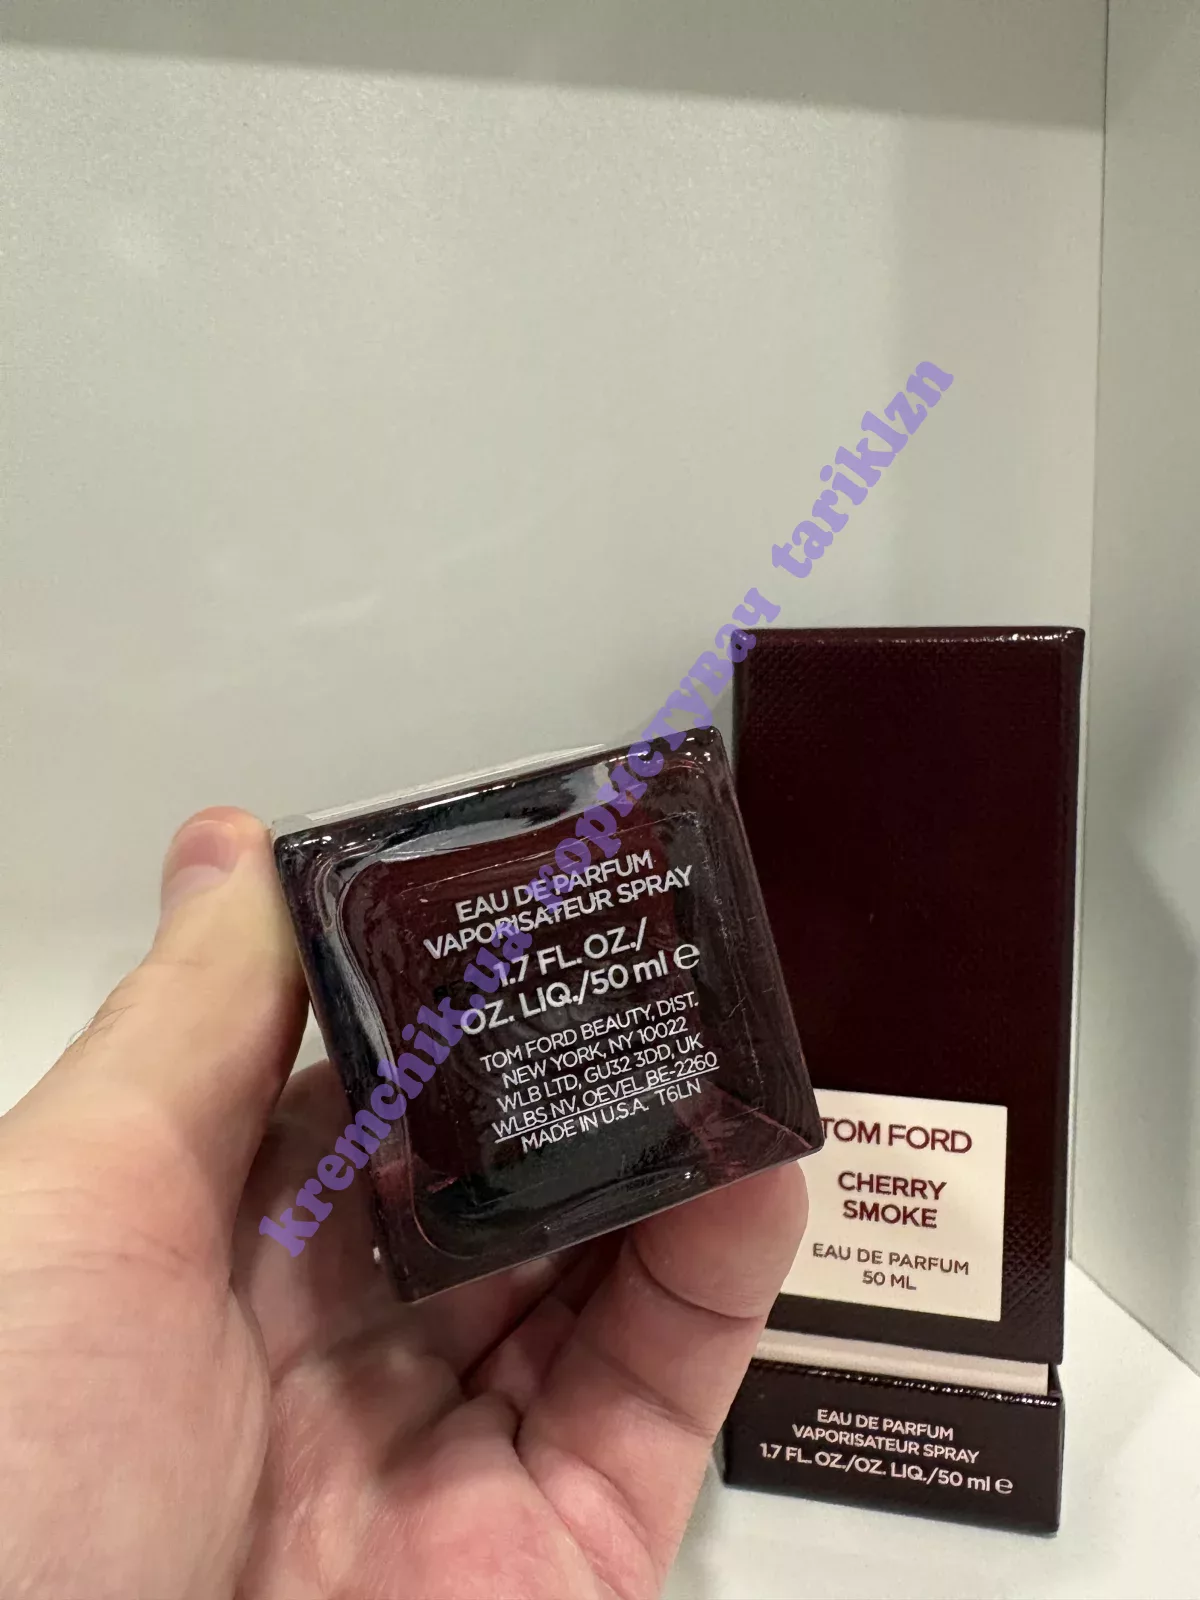 kremchik.ua користувач tariklzn
EAU DE PARFUM
VAPORISATEUR SPRAY
1.7 FL. OZ./
OZ. LIQ./50 ml e
TOM FORD BEAUTY, DIST.
NEW YORK, NY 10022
WLB LTD, GU32 3DD, UK
WLBS NV, OEVEL BE-2260
MADE IN U.S.A. T6LN
TOM FORD
CHERRY
SMOKE
EAU DE PARFUM
50 ML
EAU DE PARFUM
VAPORISATEUR SPRAY
1.7 FL. OZ./OZ. LIQ./50 ml e